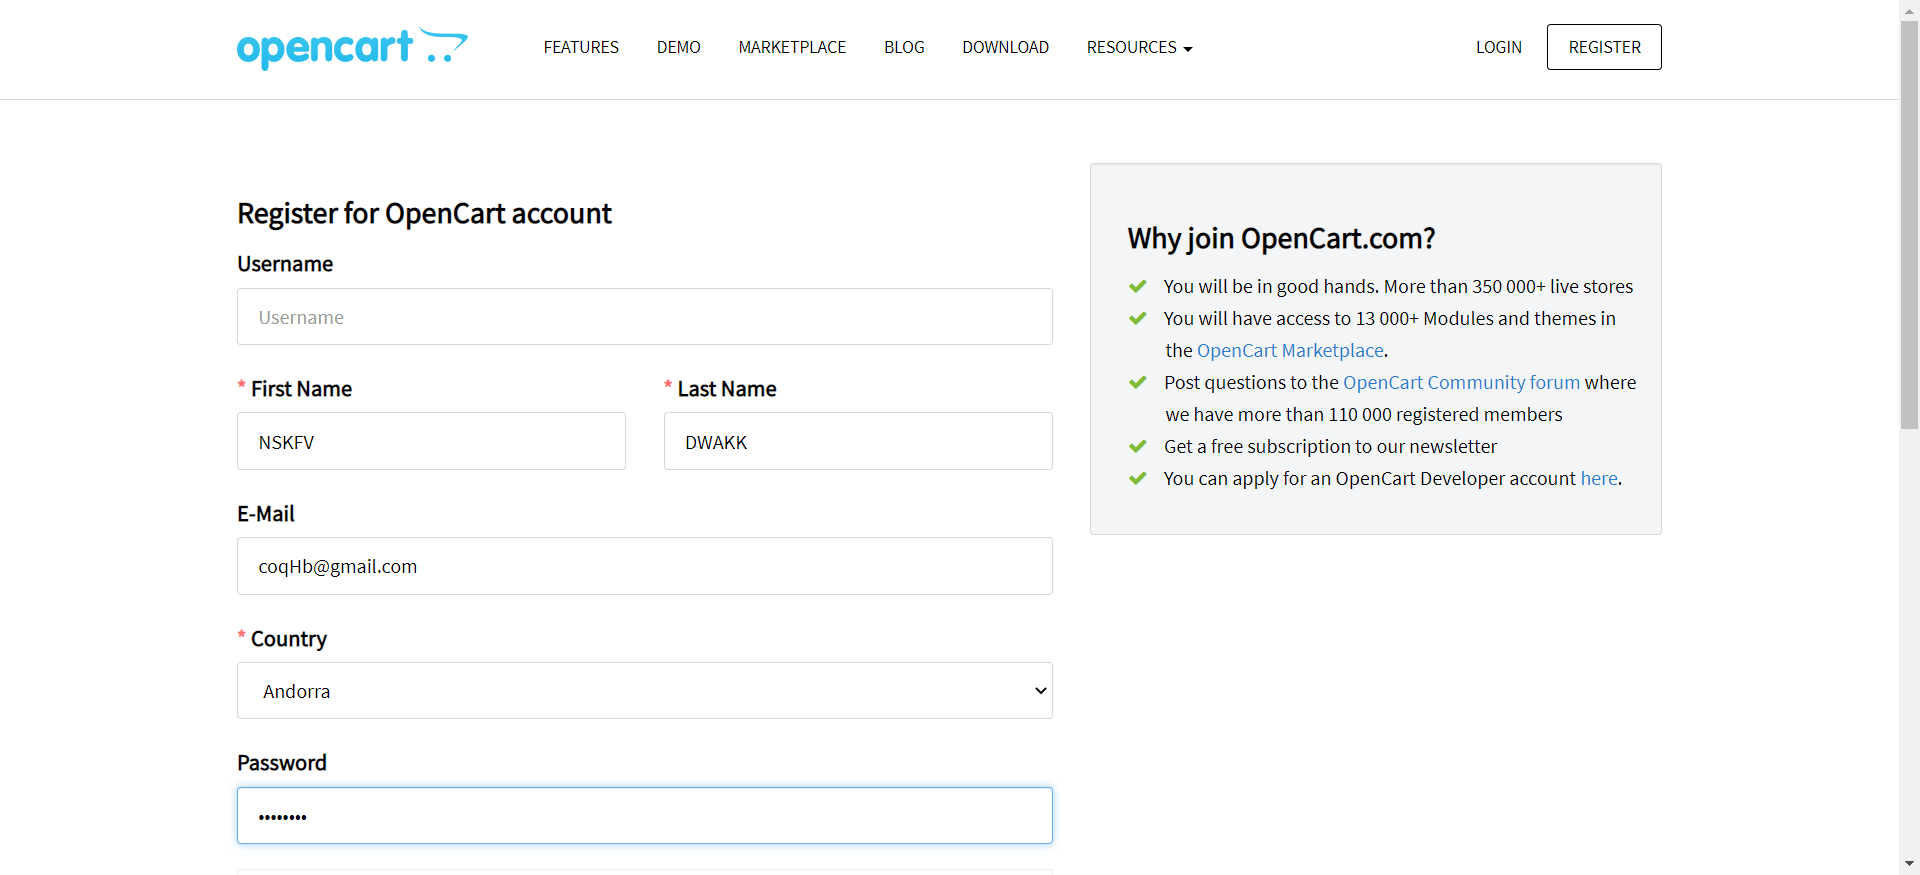 opencart
FEATURES
DEMO
MARKETPLACE
BLOG
DOWNLOAD
RESOURCES
LOGIN
REGISTER
Register for OpenCart account
Username
Username
* First Name
* Last Name
NSKFV
DWAKK
E-Mail
coqHb@gmail.com
* Country
Andorra
Password
••••••••
Why join OpenCart.com?
You will be in good hands. More than 350 000+ live stores
You will have access to 13 000+ Modules and themes in
the OpenCart Marketplace.
Post questions to the OpenCart Community forum where
we have more than 110 000 registered members
Get a free subscription to our newsletter
You can apply for an OpenCart Developer account here.